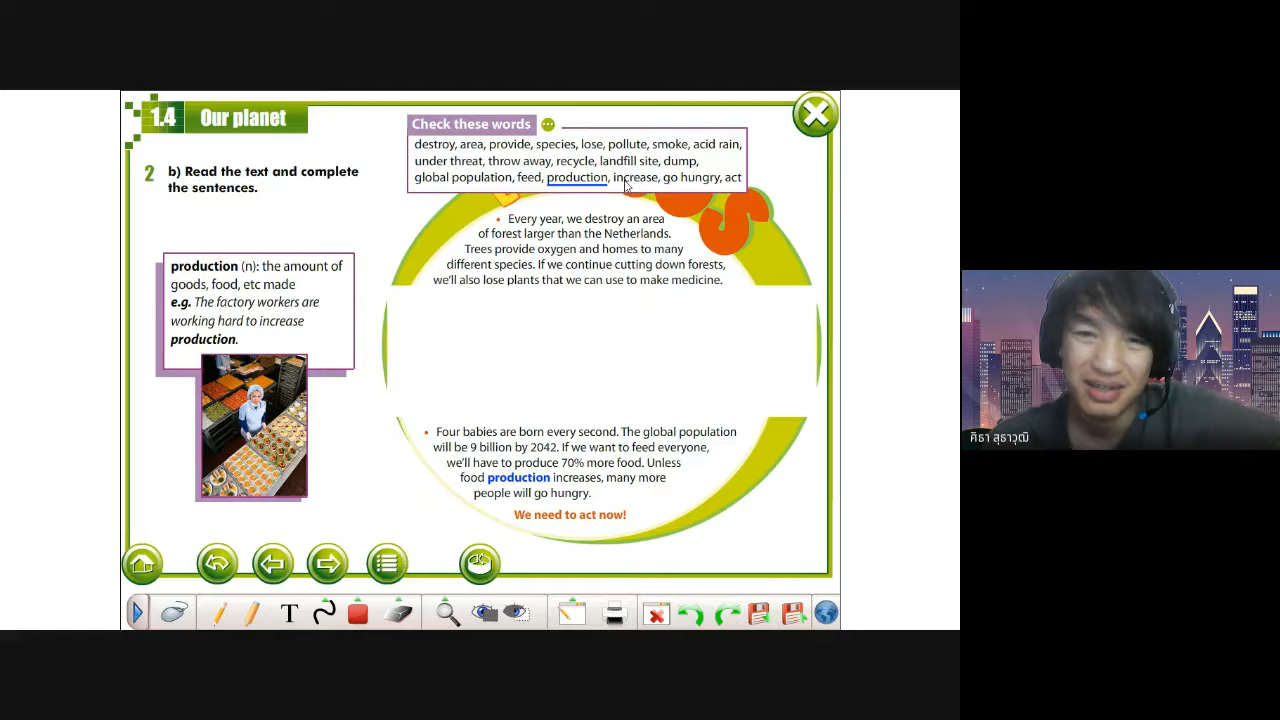 1.4 Our planet
Check these words
destroy, area, provide, species, lose, pollute, smoke, acid rain,
under threat, throw away, recycle, landfill site, dump,
global population, feed, production, increase, go hungry, act
2 b) Read the text and complete
the sentences.
production (n): the amount of
goods, food, etc made
e.g. The factory workers are
working hard to increase
production.
• Every year, we destroy an area
of forest larger than the Netherlands.
Trees provide oxygen and homes to many
different species. If we continue cutting down forests,
we'll also lose plants that we can use to make medicine.
• Four babies are born every second. The global population
will be 9 billion by 2042. If we want to feed everyone,
we'll have to produce 70% more food. Unless
food production increases, many more
people will go hungry.
We need to act now!
T
ศิธา สุธาวุฒิ